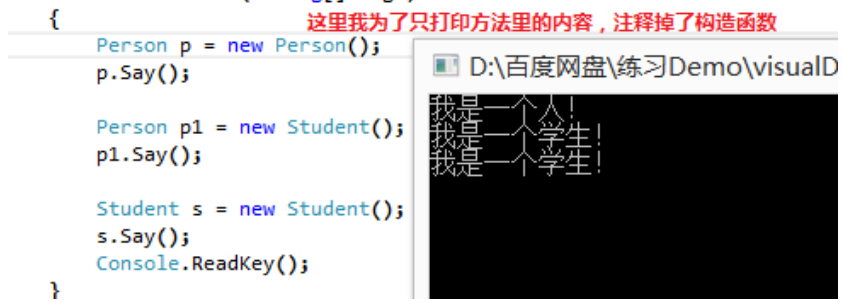 {
这里我为了只打印方法里的内容，注释掉了构造函数
Person p = new Person();
p.Say();
Person p1 = new Student();
p1.Say();
Student s = new Student();
s.Say();
Console.ReadKey();
}
D:\百度网盘\练习Demo\visualD
我是一个人!
我是一个学生!
我是一个学生!